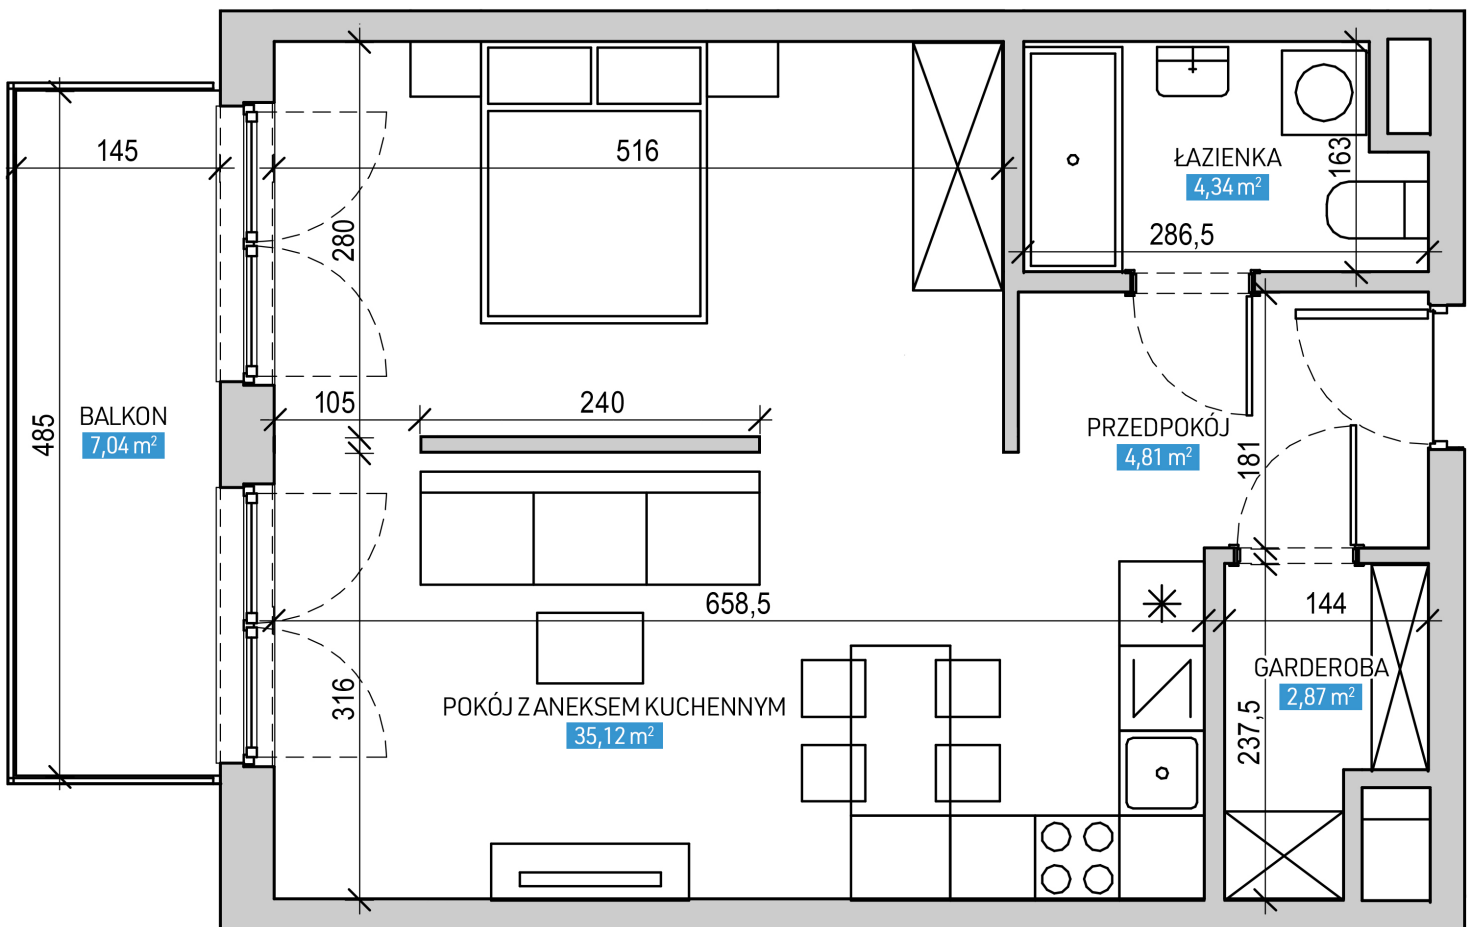 145
516
ŁAZIENKA
4,34 m²
163
286,5
280
BALKON
7,04 m²
485
105
240
PRZEDPOKÓJ
4,81 m²
181
658,5
144
316
POKÓJ Z ANEKSEM KUCHENNYM
35,12 m²
GARDEROBA
2,87 m²
237,5